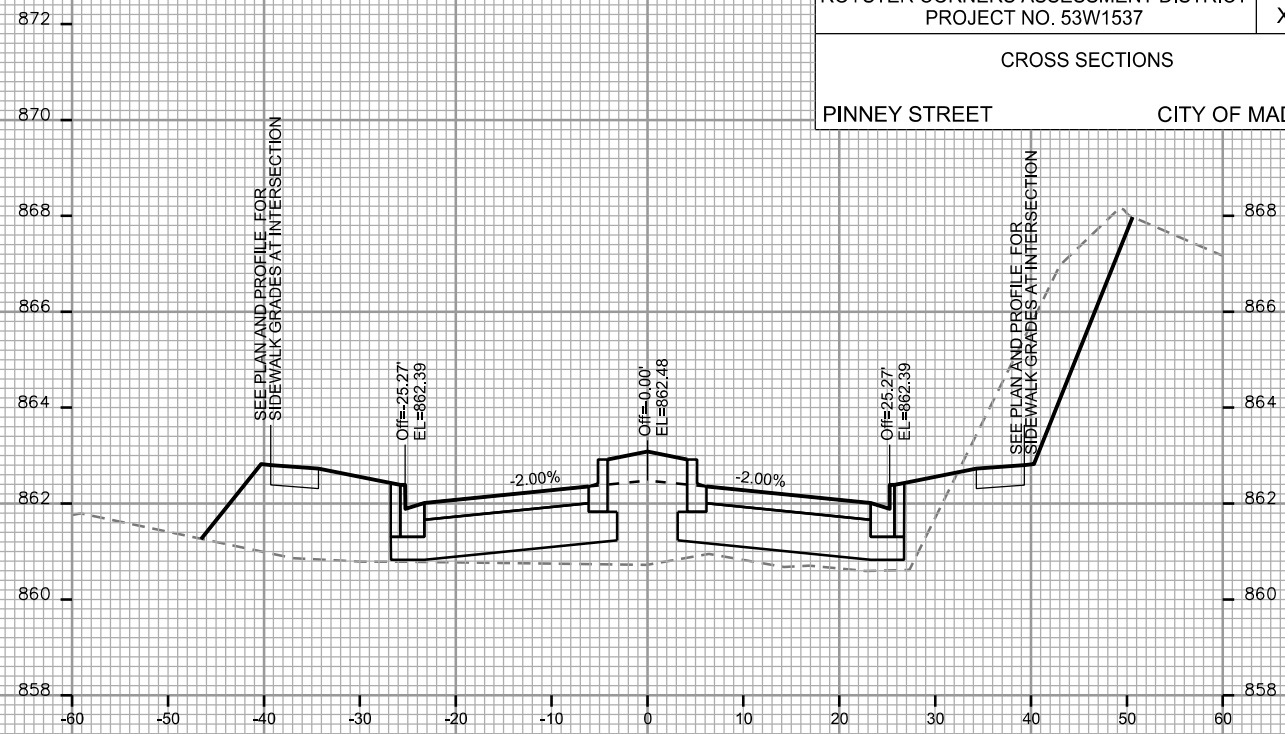 PROJECT NO. 53W1537
X
CROSS SECTIONS
PINNEY STREET
CITY OF
872
870
868
866
864
862
860
858
868
866
864
862
860
858
SEE PLAN AND PROFILE FOR
SIDEWALK GRADES AT INTERSECTION
Off=-25.27'
EL=862.39
-2.00%
Off=-0.00'
EL=862.48
-2.00%
Off=25.27'
EL=862.39
SEE PLAN AND PROFILE FOR
SIDEWALK GRADES AT INTERSECTION
-60
-50
-40
-30
-20
-10
0
10
20
30
40
50
60